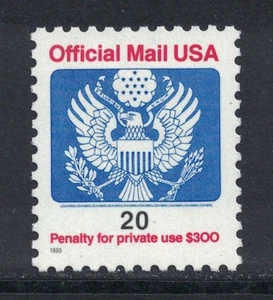 Official Mail USA
20
Penalty for private use $300
1995